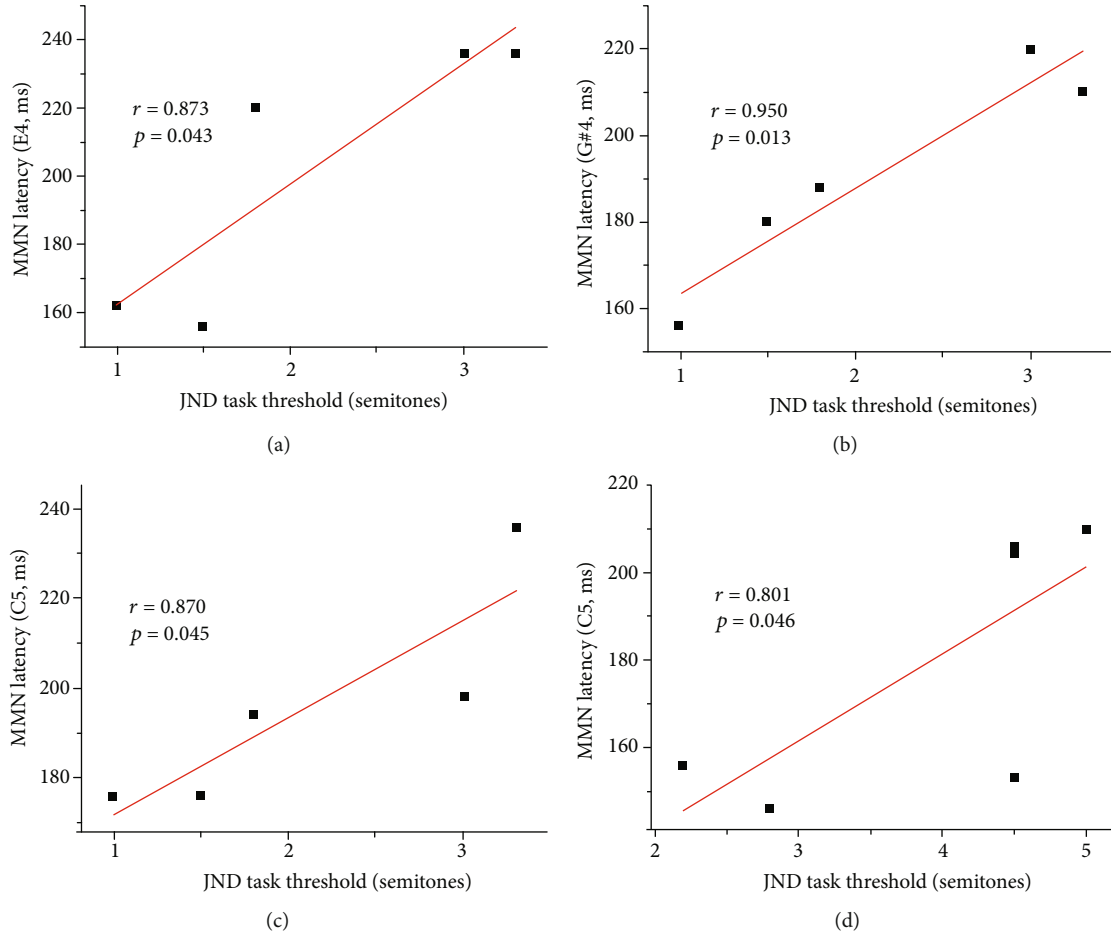 MMN latency (E4, ms)
240
220
200
180
160
r = 0.873
p = 0.043
1
2
3
JND task threshold (semitones)
(a)
MMN latency (G#4, ms)
220
200
180
160
r = 0.950
p = 0.013
1
2
3
JND task threshold (semitones)
(b)
MMN latency (C5, ms)
240
220
200
180
r = 0.870
p = 0.045
1
2
3
JND task threshold (semitones)
(c)
MMN latency (C5, ms)
220
200
180
160
r = 0.801
p = 0.046
2
3
4
5
JND task threshold (semitones)
(d)